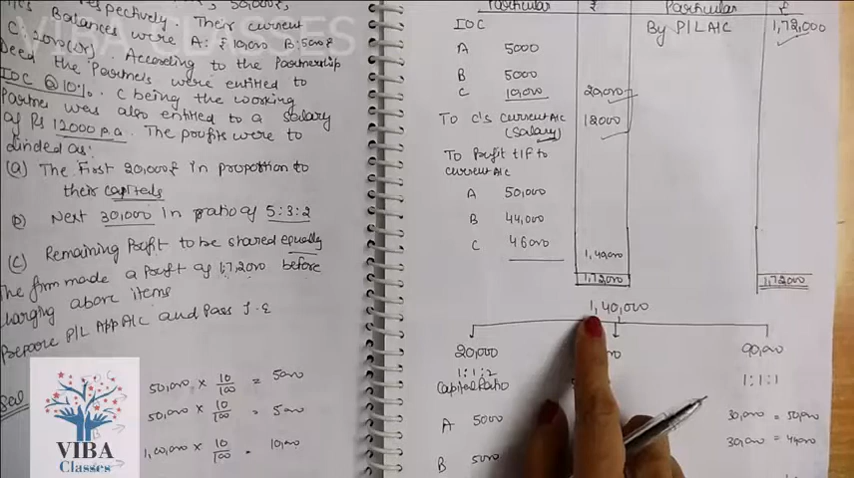 respectively. Their current
A/c's Balances were A: ₹ 10,000 B: 5000 &
C: 2000 (Dr). According to the Partnership
Deed the Partners were entitled to
IOC @ 10%. C being the working
Partner was also entitled to a salary
of Rs 12000 p.a. The profits were to
divided as:
(a) The First 20,000₹ in proportion to
their capitals
(b) Next 30,000 in ratio of 5:3:2
(c) Remaining Profit to be shared equally
The firm made a Profit of 1,72,000 before
charging above items
Prepare P/L App A/c and Pass J.E
Sol
50,000 × 10/100 = 5000
50,000 × 10/100 = 5000
1,00,000 × 10/100 = 10,000
VIBA
Classes
VIBA CLASSES
Particular ₹ Particular ₹
IOC By P/L A/C 1,72,000
A 5000
B 5000
C 10,000 20,000
To C's current A/C
(Salary) 12000
To Profit t/f to
current A/C
A 50,000
B 44,000
C 46000 1,40,000
1,72,000 1,72,000
1,40,000
20,000 90,000
1:1:2 1:1:1
Capital Ratio
A 5000 30,000 = 50,000
30,000 = 44,000
B 5000